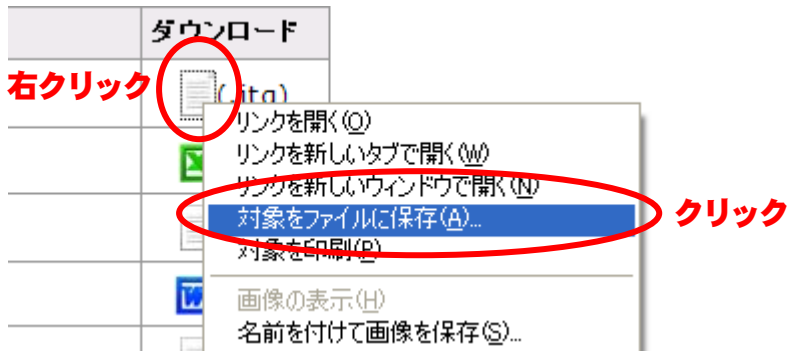 ダウンロード
右クリック
(.jta)
リンクを開く(O)
リンクを新しいタブで開く(W)
リンクを新しいウィンドウで開く(N)
対象をファイルに保存(A)...
クリック
対象を印刷(P)
画像の表示(H)
名前を付けて画像を保存(S)...